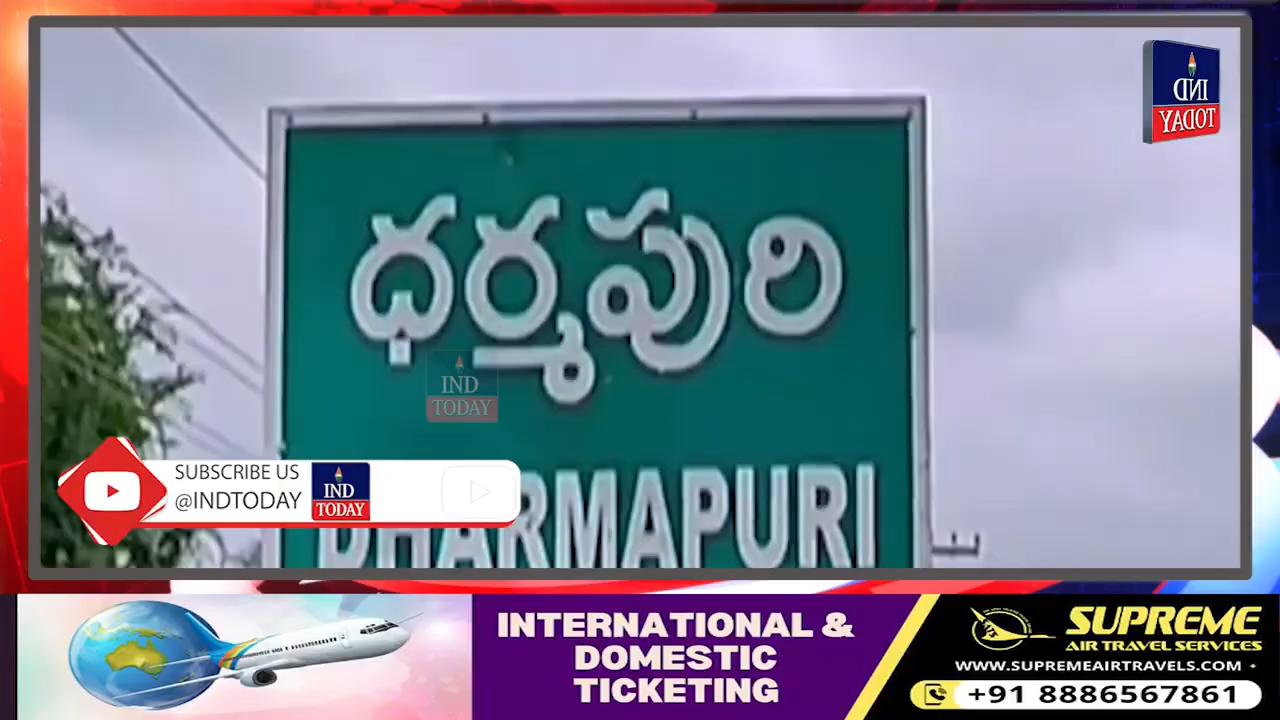 IND
TODAY
ధర్మపురి
IND
TODAY
DHARMAPURI
SUBSCRIBE US
@INDTODAY
IND
TODAY
INTERNATIONAL &
DOMESTIC
TICKETING
SUPREME
AIR TRAVEL SERVICES
WWW.SUPREMEAIRTRAVELS.COM
+91 8886567861